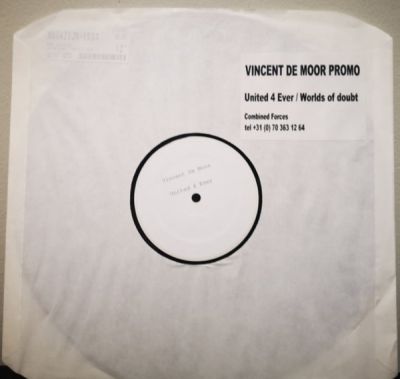 VINCENT DE MOOR PROMO
United 4 Ever / Worlds of doubt
Combined Forces
tel +31 (0) 70 363 12 64
Vincent De Moor
United 4 Ever